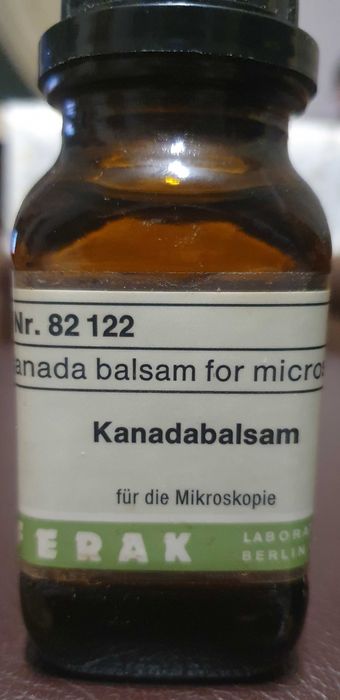 Nr. 82 122
anada balsam for micros
Kanadabalsam
für die Mikroskopie
ERAK
LABORA
BERLIN